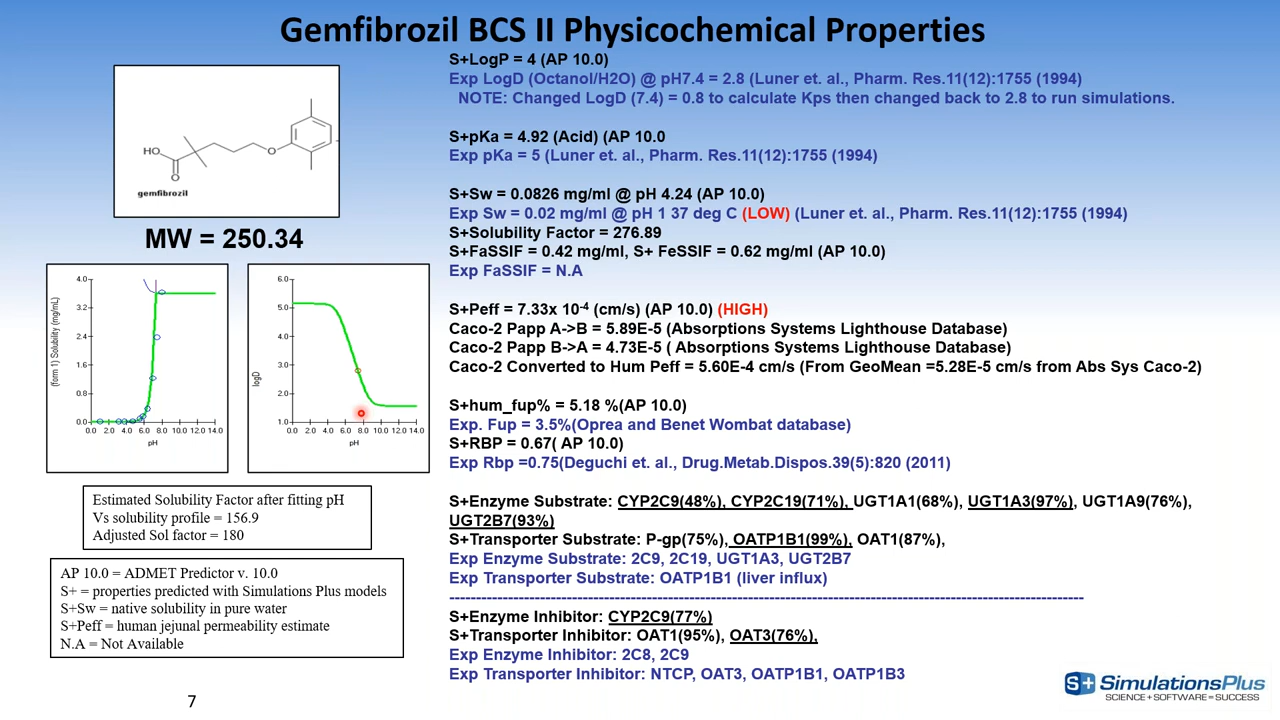 Gemfibrozil BCS II Physicochemical Properties
S+LogP = 4 (AP 10.0)
Exp LogD (Octanol/H2O) @ pH7.4 = 2.8 (Luner et. al., Pharm. Res.11(12):1755 (1994)
NOTE: Changed LogD (7.4) = 0.8 to calculate Kps then changed back to 2.8 to run simulations.
S+pKa = 4.92 (Acid) (AP 10.0
Exp pKa = 5 (Luner et. al., Pharm. Res.11(12):1755 (1994)
S+Sw = 0.0826 mg/ml @ pH 4.24 (AP 10.0)
Exp Sw = 0.02 mg/ml @ pH 1 37 deg C (LOW) (Luner et. al., Pharm. Res.11(12):1755 (1994)
S+Solubility Factor = 276.89
S+FaSSIF = 0.42 mg/ml, S+ FeSSIF = 0.62 mg/ml (AP 10.0)
Exp FaSSIF = N.A
S+Peff = 7.33x 10-4 (cm/s) (AP 10.0) (HIGH)
Caco-2 Papp A->B = 5.89E-5 (Absorptions Systems Lighthouse Database)
Caco-2 Papp B->A = 4.73E-5 ( Absorptions Systems Lighthouse Database)
Caco-2 Converted to Hum Peff = 5.60E-4 cm/s (From GeoMean =5.28E-5 cm/s from Abs Sys Caco-2)
S+hum_fup% = 5.18 %(AP 10.0)
Exp. Fup = 3.5%(Oprea and Benet Wombat database)
S+RBP = 0.67( AP 10.0)
Exp Rbp =0.75(Deguchi et. al., Drug.Metab.Dispos.39(5):820 (2011)
S+Enzyme Substrate: CYP2C9(48%), CYP2C19(71%), UGT1A1(68%), UGT1A3(97%), UGT1A9(76%),
UGT2B7(93%)
S+Transporter Substrate: P-gp(75%), OATP1B1(99%), OAT1(87%),
Exp Enzyme Substrate: 2C9, 2C19, UGT1A3, UGT2B7
Exp Transporter Substrate: OATP1B1 (liver influx)
S+Enzyme Inhibitor: CYP2C9(77%)
S+Transporter Inhibitor: OAT1(95%), OAT3(76%),
Exp Enzyme Inhibitor: 2C8, 2C9
Exp Transporter Inhibitor: NTCP, OAT3, OATP1B1, OATP1B3
HO
O
O
gemfibrozil
MW = 250.34
(form 1) Solubility (mg/mL)
4.0
3.2
2.4
1.6
0.8
0.0
0.0 2.0 4.0 6.0 8.0 10.0 12.0 14.0
pH
logD
6.0
5.0
4.0
3.0
2.0
1.0
0.0 2.0 4.0 6.0 8.0 10.0 12.0 14.0
pH
Estimated Solubility Factor after fitting pH
Vs solubility profile = 156.9
Adjusted Sol factor = 180
AP 10.0 = ADMET Predictor v. 10.0
S+ = properties predicted with Simulations Plus models
S+Sw = native solubility in pure water
S+Peff = human jejunal permeability estimate
N.A = Not Available
7
S+ SimulationsPlus
SCIENCE + SOFTWARE = SUCCESS